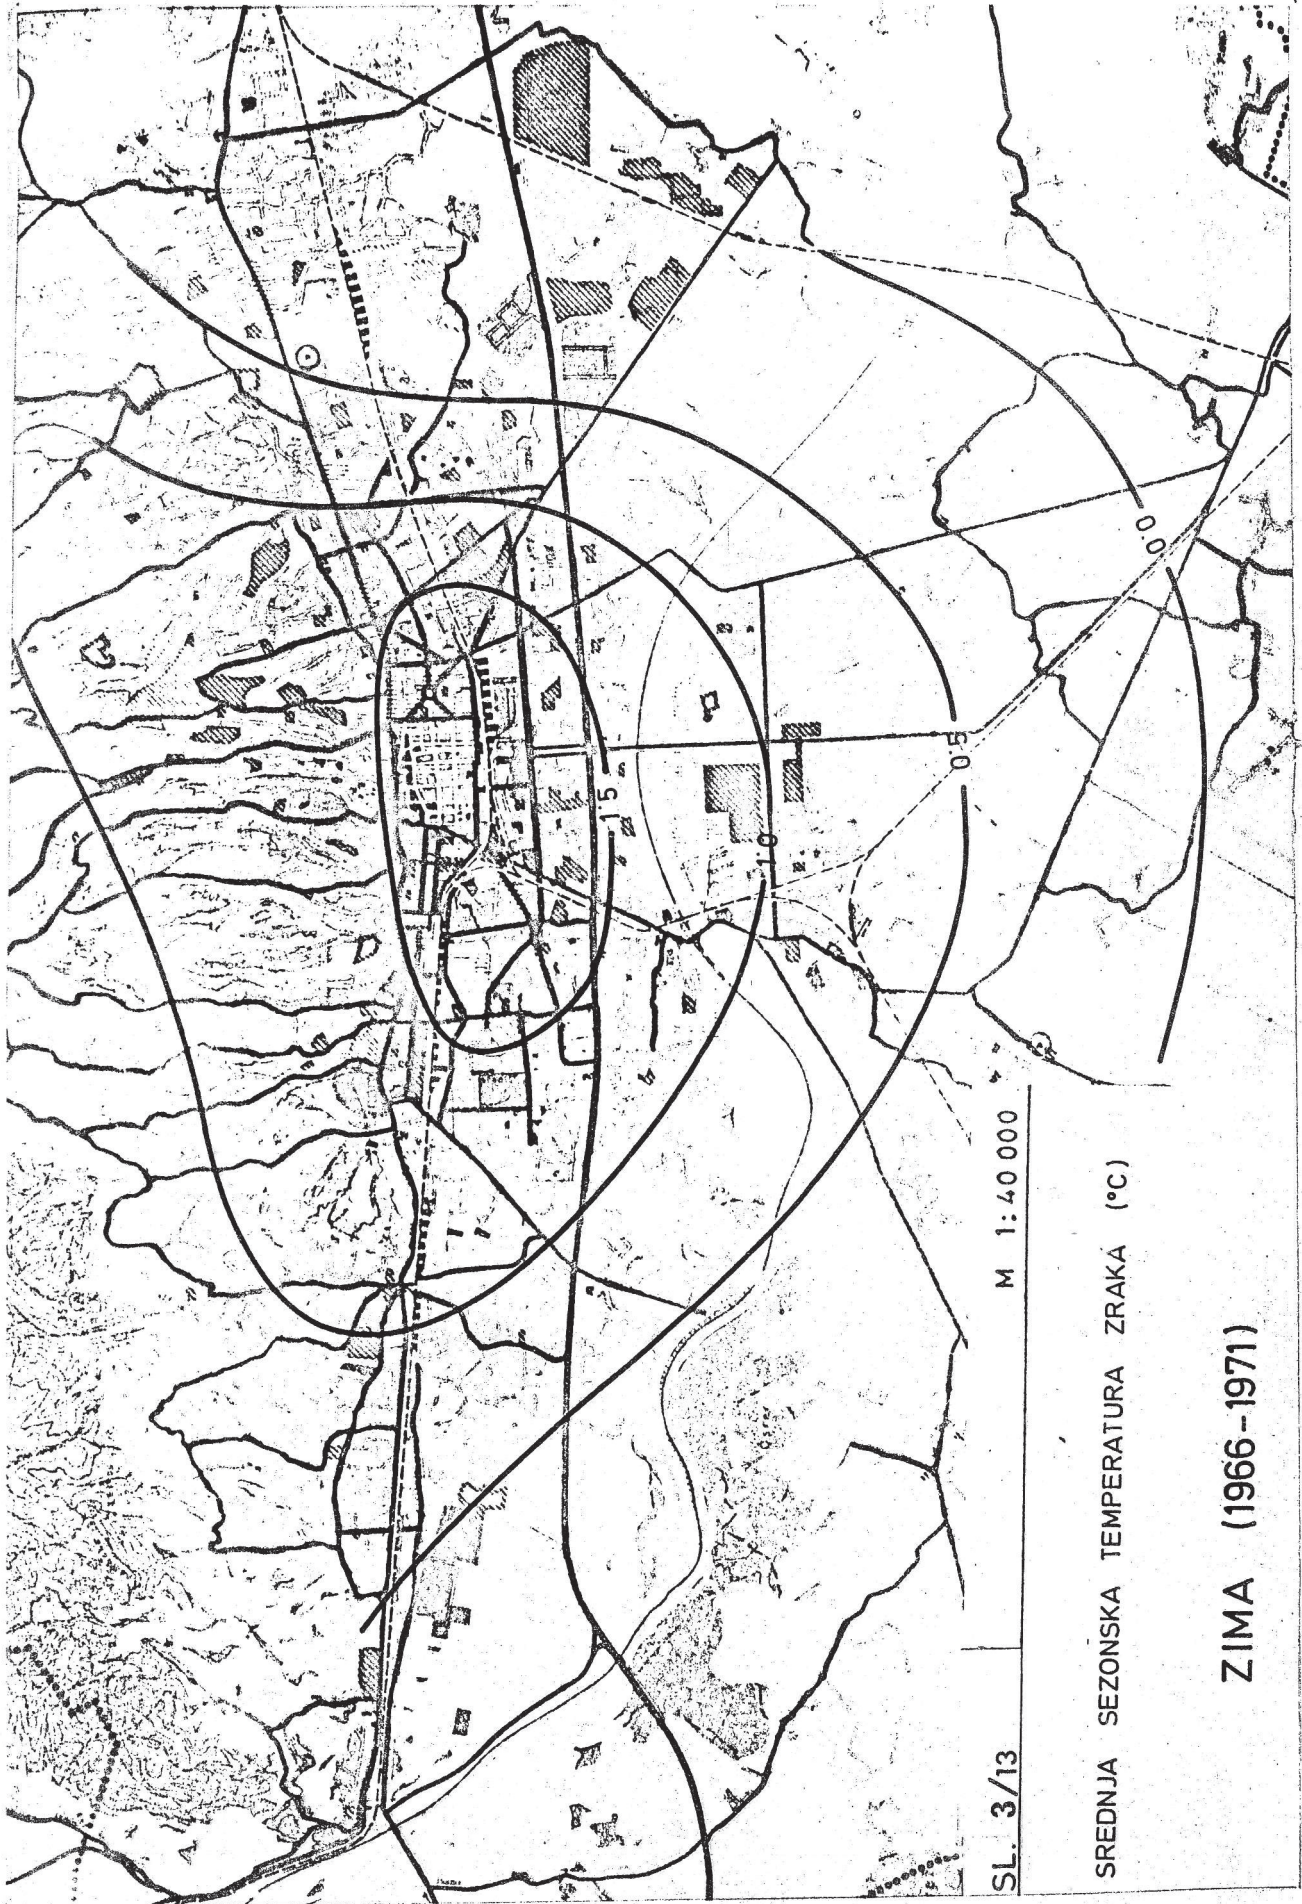 1 5
1 0
0 5
0.0
Osres
M 1:40 000
SL. 3/13
SREDNJA SEZONSKA TEMPERATURA ZRAKA (°C)
ZIMA (1966-1971)